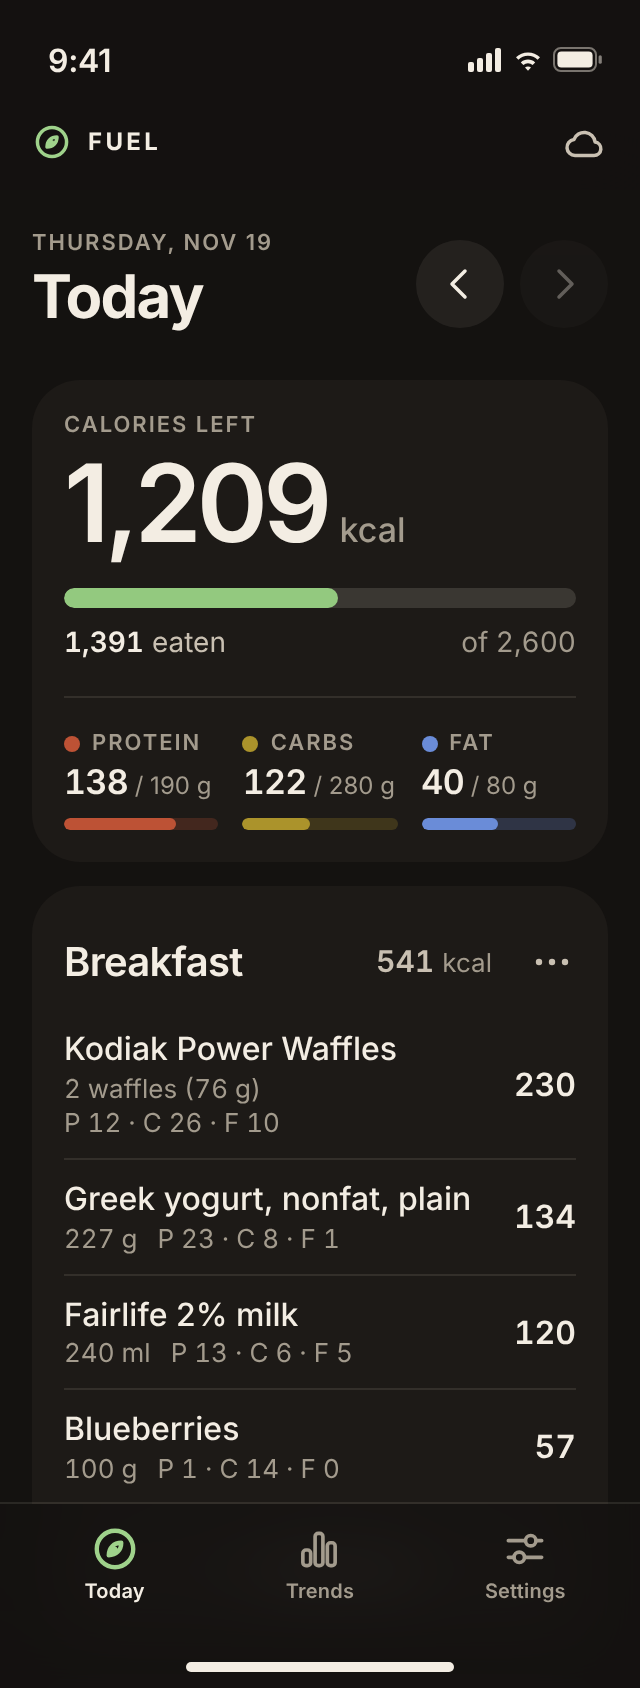 9:41
FUEL
THURSDAY, NOV 19
Today
CALORIES LEFT
1,209 kcal
1,391 eaten of 2,600
PROTEIN CARBS FAT
138 / 190 g 122 / 280 g 40 / 80 g
Breakfast 541 kcal
Kodiak Power Waffles
2 waffles (76 g)
230
P 12 · C 26 · F 10
Greek yogurt, nonfat, plain
134
227 g P 23 · C 8 · F 1
Fairlife 2% milk
120
240 ml P 13 · C 6 · F 5
Blueberries
57
100 g P 1 · C 14 · F 0
Today Trends Settings